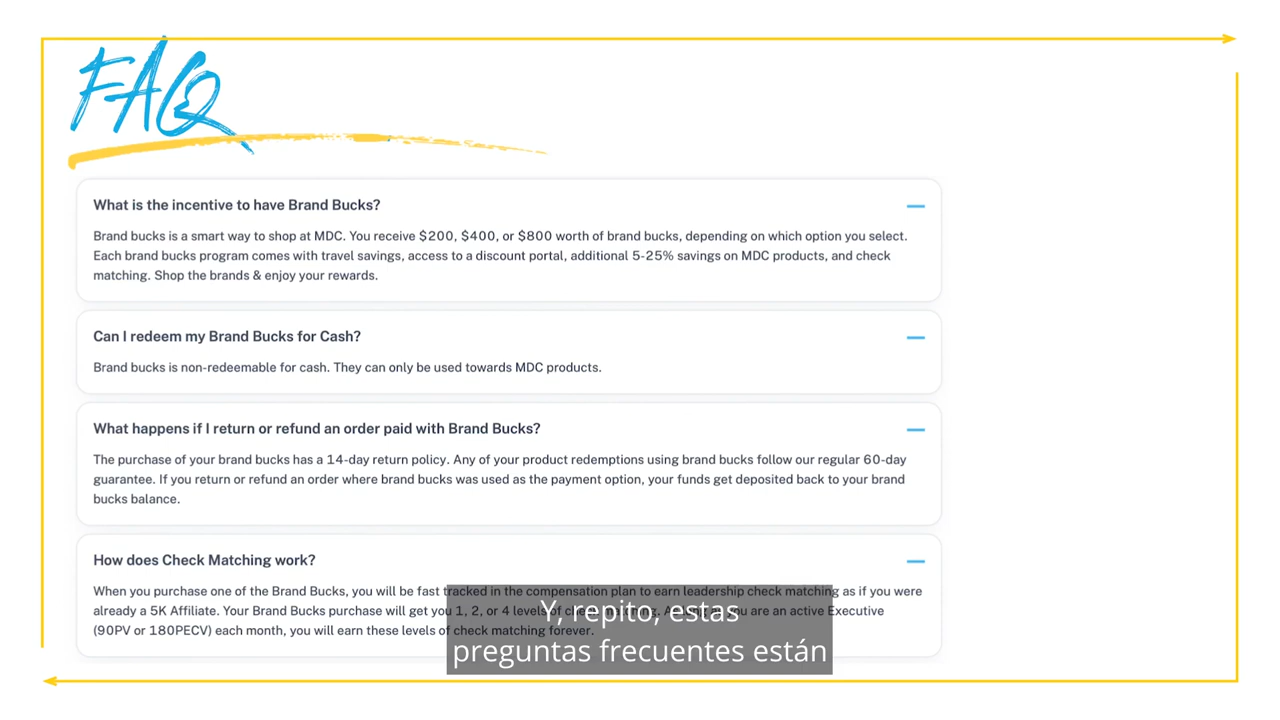 FAQ
What is the incentive to have Brand Bucks?
Brand bucks is a smart way to shop at MDC. You receive $200, $400, or $800 worth of brand bucks, depending on which option you select.
Each brand bucks program comes with travel savings, access to a discount portal, additional 5-25% savings on MDC products, and check
matching. Shop the brands & enjoy your rewards.
Can I redeem my Brand Bucks for Cash?
Brand bucks is non-redeemable for cash. They can only be used towards MDC products.
What happens if I return or refund an order paid with Brand Bucks?
The purchase of your brand bucks has a 14-day return policy. Any of your product redemptions using brand bucks follow our regular 60-day
guarantee. If you return or refund an order where brand bucks was used as the payment option, your funds get deposited back to your brand
bucks balance.
How does Check Matching work?
When you purchase one of the Brand Bucks, you will be fast tracked in the compensation plan to earn leadership check matching as if you were
already a 5K Affiliate. Your Brand Bucks purchase will get you 1, 2, or 4 levels of check matching. you are an active Executive
(90PV or 180PECV) each month, you will earn these levels of check matching forever.
Y, repito, estas
preguntas frecuentes están